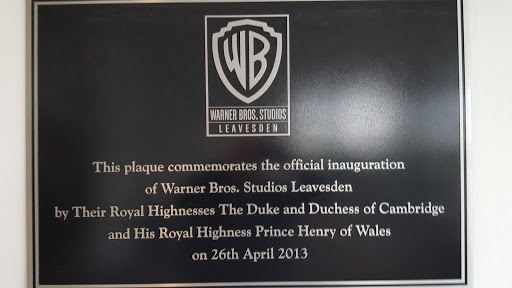 WB
WARNER BROS. STUDIOS
LEAVESDEN
This plaque commemorates the official inauguration
of Warner Bros. Studios Leavesden
by Their Royal Highnesses The Duke and Duchess of Cambridge
and His Royal Highness Prince Henry of Wales
on 26th April 2013